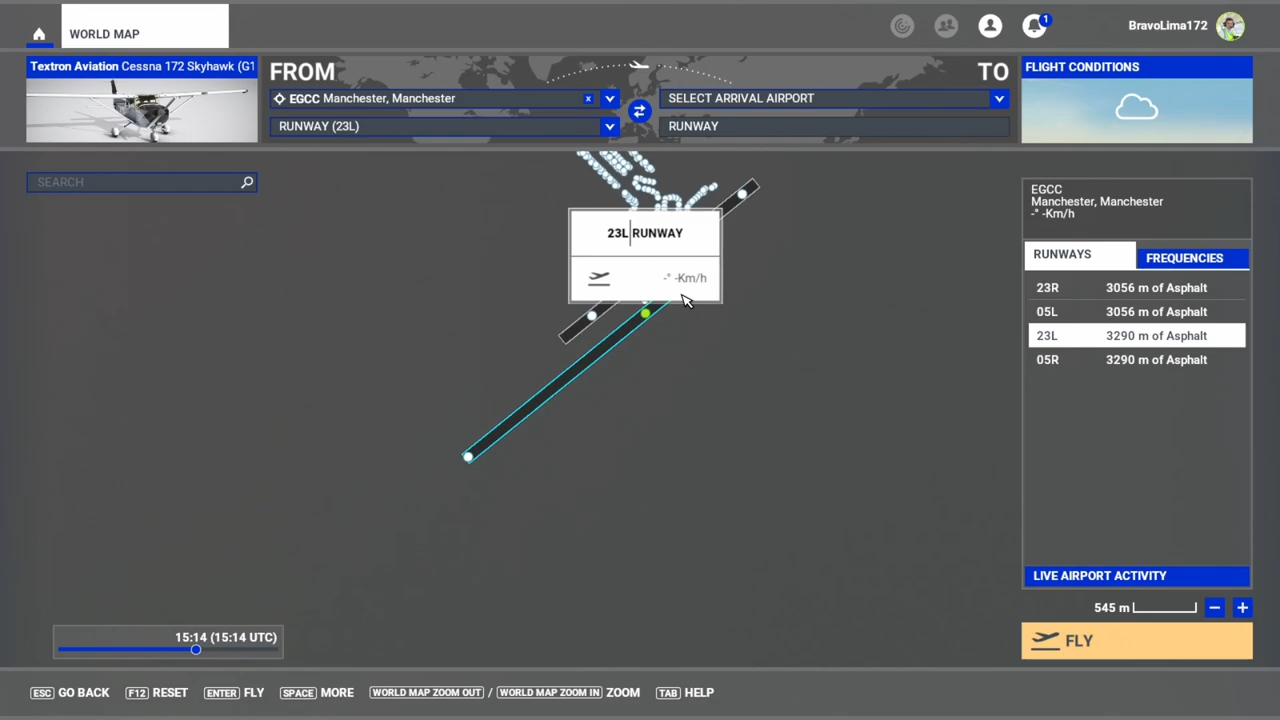 WORLD MAP
1
BravoLima172
Textron Aviation Cessna 172 Skyhawk (G1
FROM
TO
FLIGHT CONDITIONS
EGCC Manchester, Manchester
x
SELECT ARRIVAL AIRPORT
RUNWAY (23L)
RUNWAY
SEARCH
EGCC
Manchester, Manchester
-° -Km/h
23L RUNWAY
-° -Km/h
RUNWAYS
FREQUENCIES
23R 3056 m of Asphalt
05L 3056 m of Asphalt
23L 3290 m of Asphalt
05R 3290 m of Asphalt
LIVE AIRPORT ACTIVITY
545 m
FLY
15:14 (15:14 UTC)
ESC GO BACK F12 RESET ENTER FLY SPACE MORE WORLD MAP ZOOM OUT / WORLD MAP ZOOM IN ZOOM TAB HELP